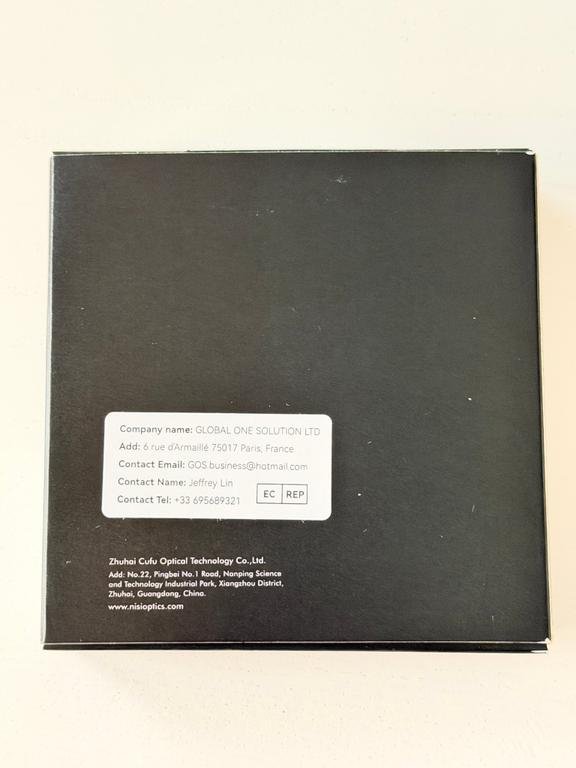 Company name: GLOBAL ONE SOLUTION LTD
Add: 6 rue d'Armaillé 75017 Paris, France
Contact Email: GOS.business@hotmail.com
Contact Name: Jeffrey Lin
Contact Tel: +33 695689321
EC REP
Zhuhai Cufu Optical Technology Co.,Ltd.
Add: No.22, Pingbei No.1 Road, Nanping Science
and Technology Industrial Park, Xiangzhou District,
Zhuhai, Guangdong, China.
www.nisioptics.com